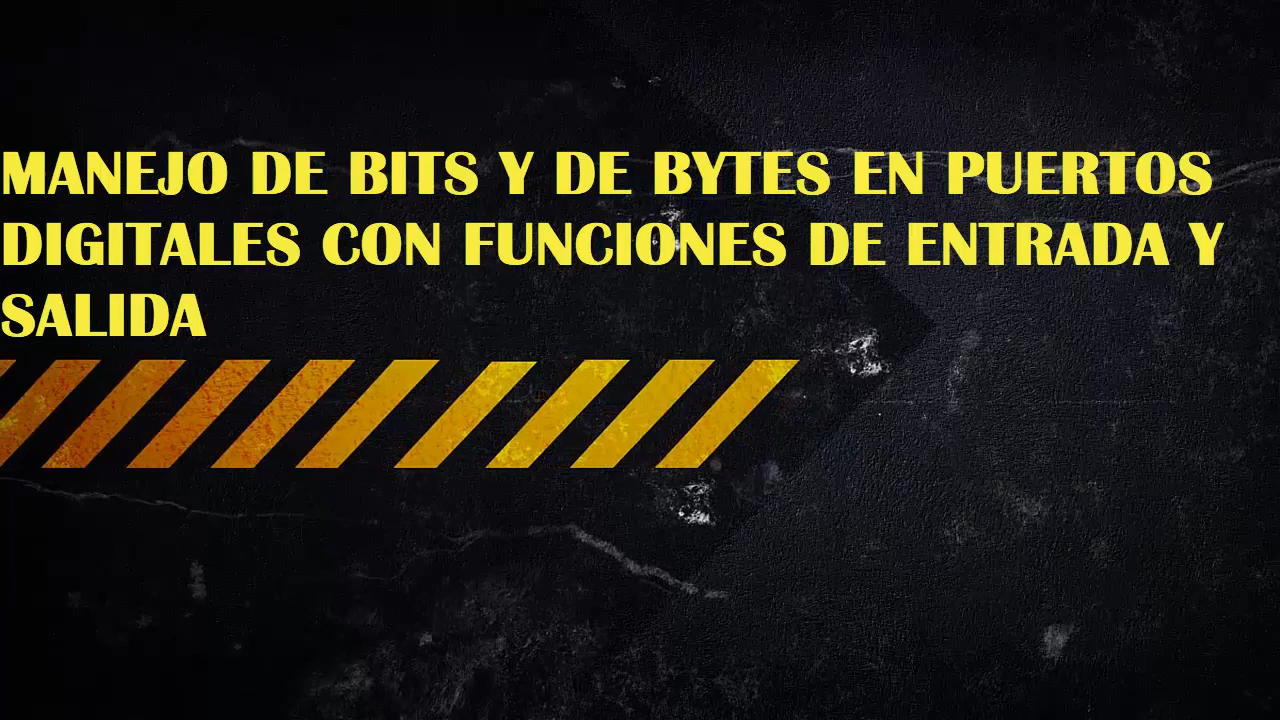 MANEJO DE BITS Y DE BYTES EN PUERTOS
DIGITALES CON FUNCIONES DE ENTRADA Y
SALIDA